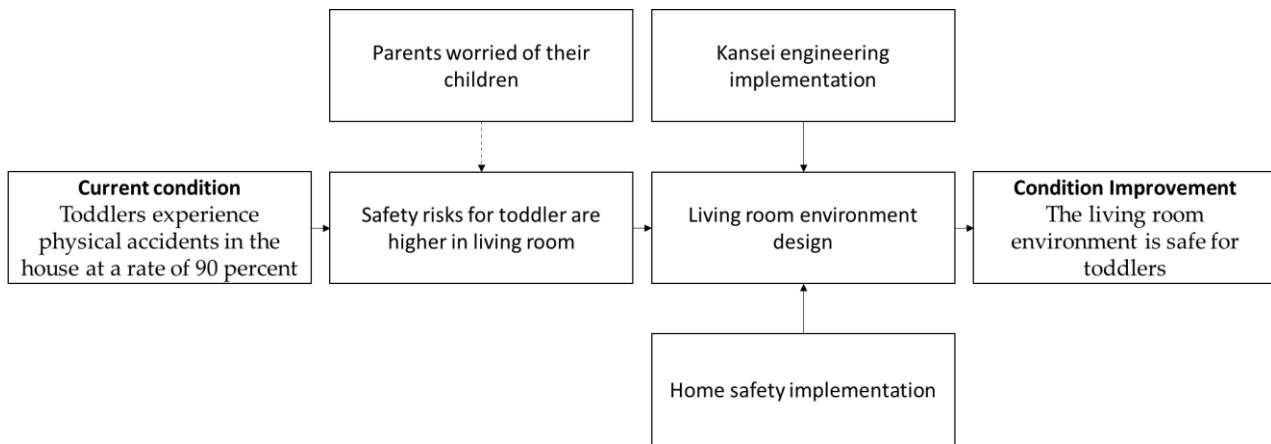 Parents worried of their
children
Kansei engineering
implementation
Current condition
Toddlers experience
physical accidents in the
house at a rate of 90 percent
Safety risks for toddler are
higher in living room
Living room environment
design
Condition Improvement
The living room
environment is safe for
toddlers
Home safety implementation